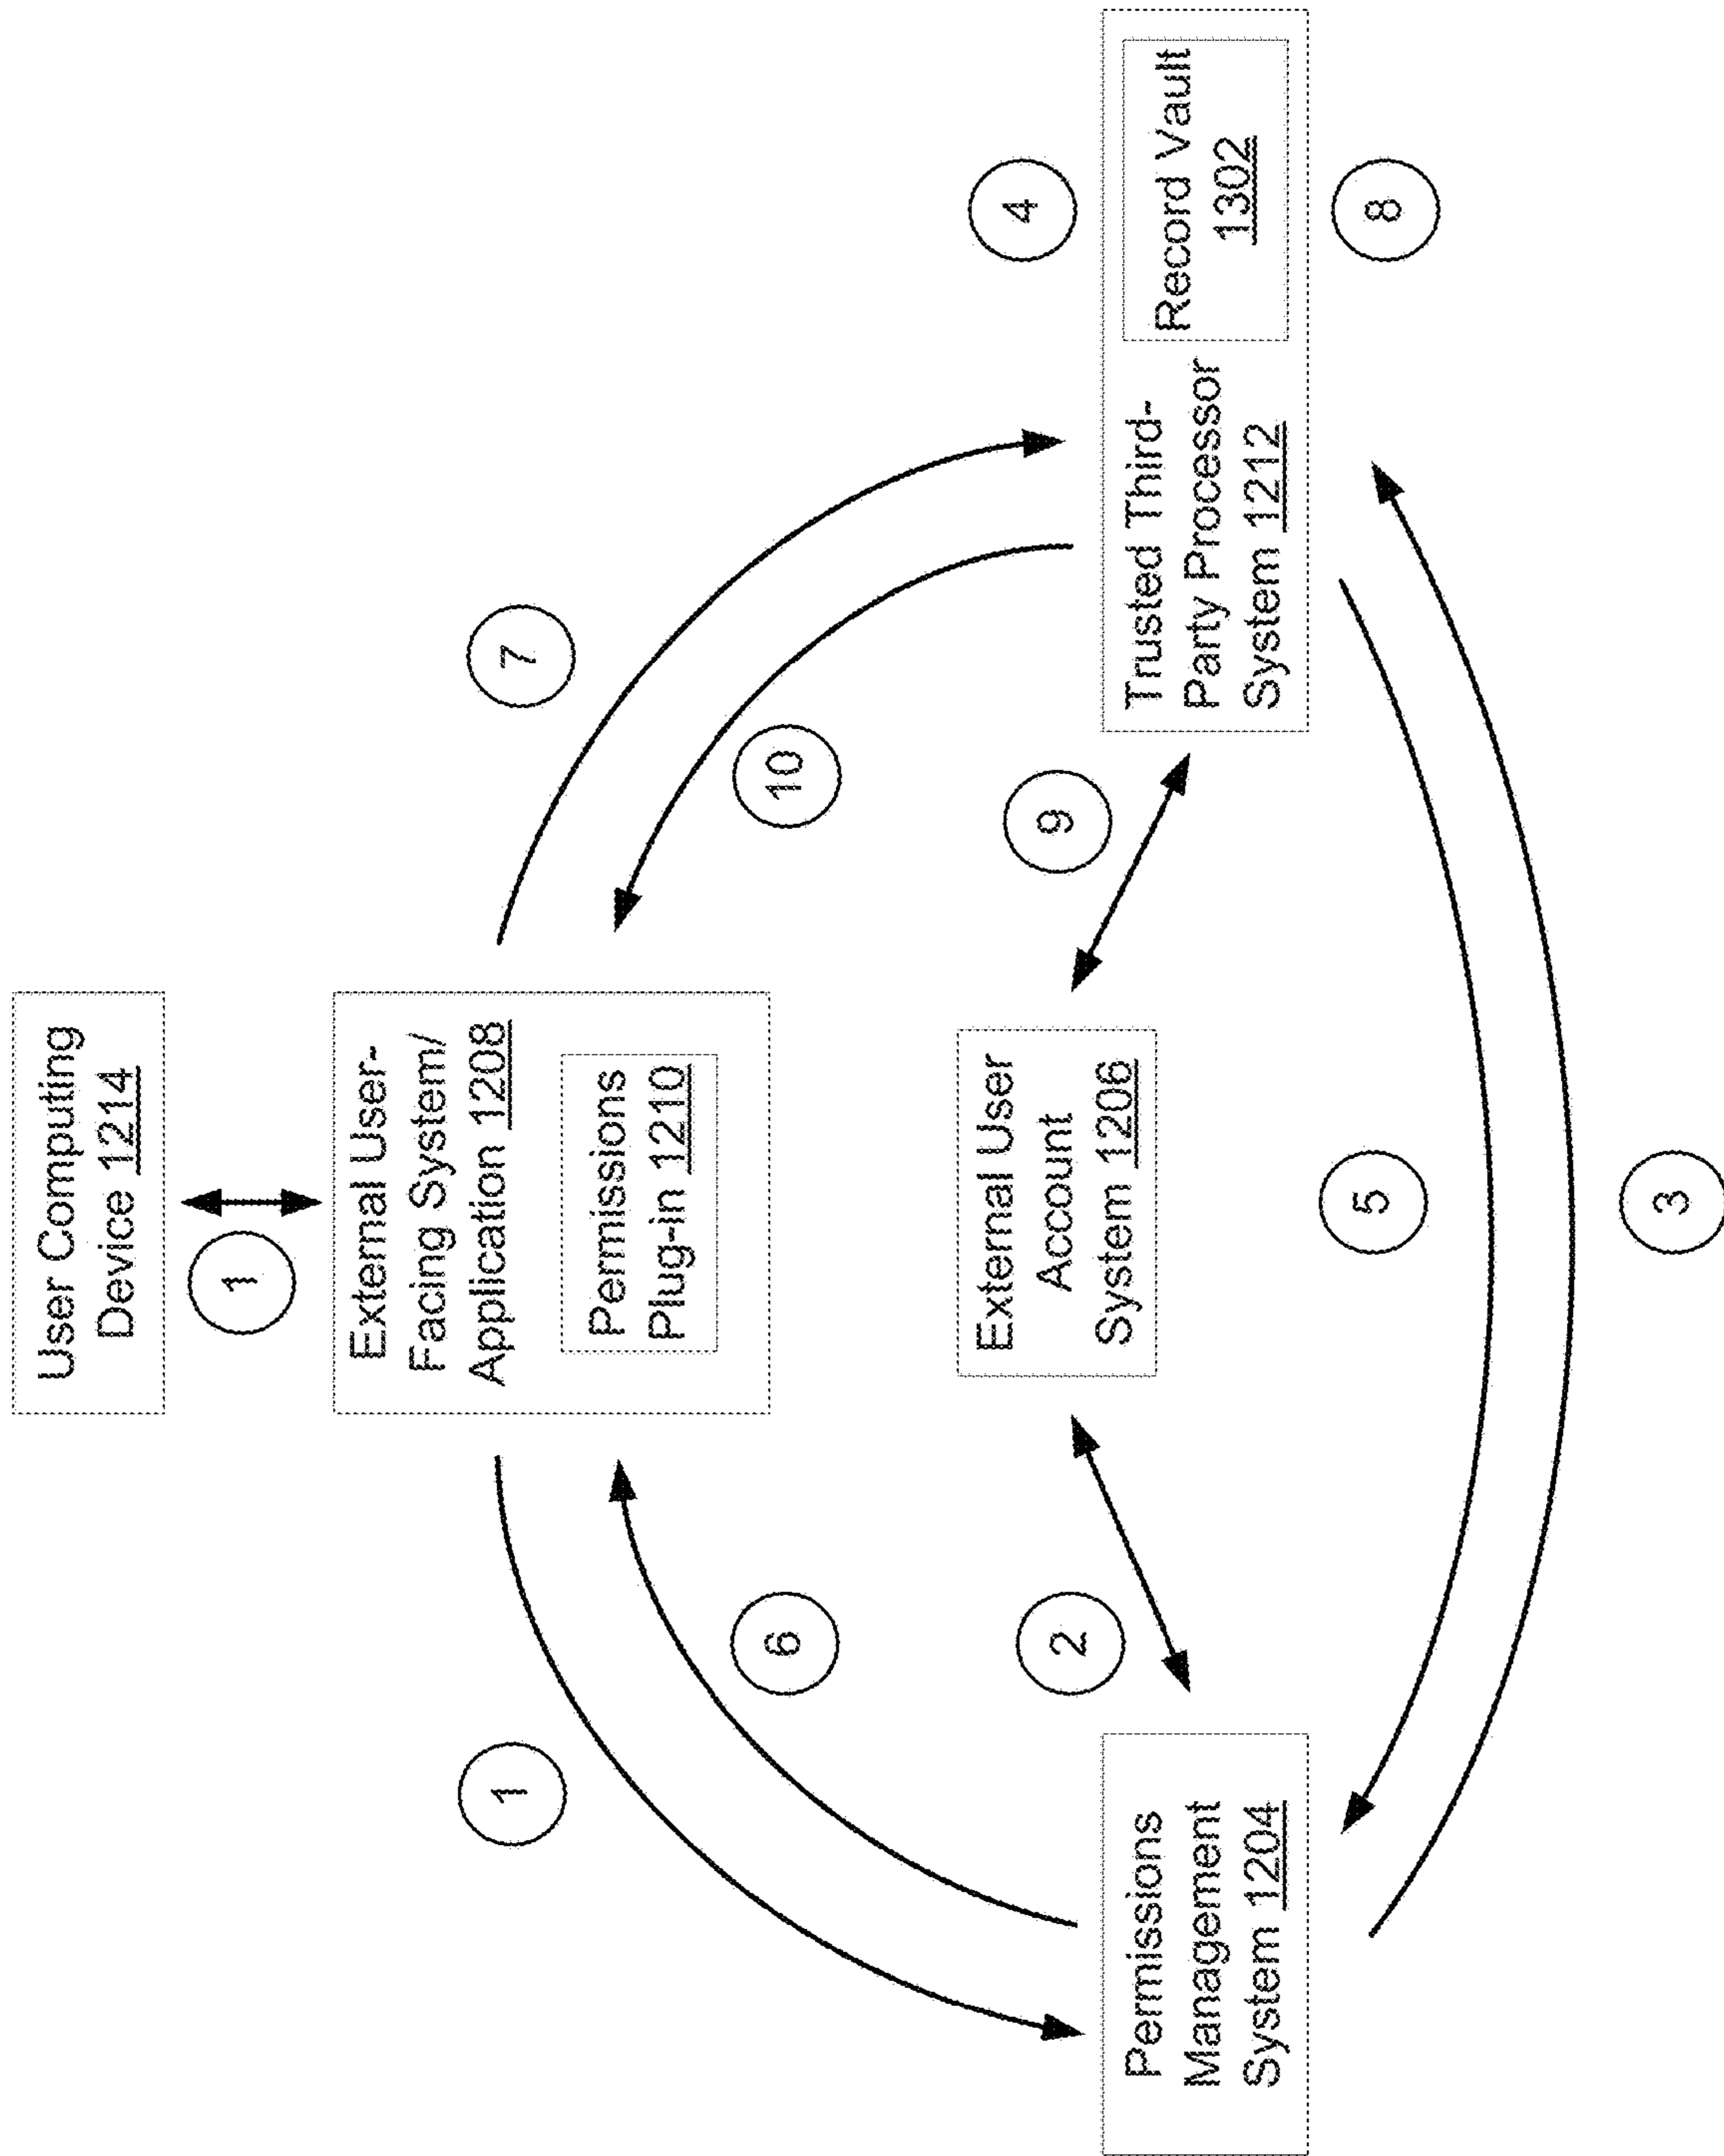 User Computing
Device 1214
1
External User-
Facing System/
Application 1208
Permissions
Plug-in 1210
1
7
6
10
External User
Account
System 1206
2
9
4
Permissions
Management
System 1204
Trusted Third-
Party Processor
System 1212
Record Vault
1302
5
8
3